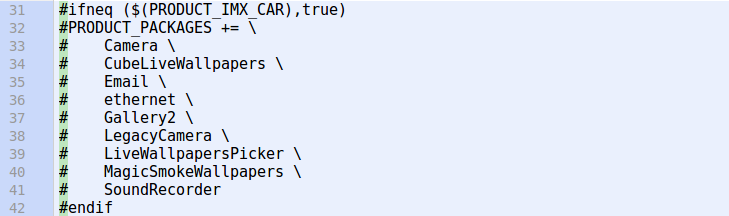 31 #ifneq ($(PRODUCT_IMX_CAR),true)
32 #PRODUCT_PACKAGES += \
33 #    Camera \
34 #    CubeLiveWallpapers \
35 #    Email \
36 #    ethernet \
37 #    Gallery2 \
38 #    LegacyCamera \
39 #    LiveWallpapersPicker \
40 #    MagicSmokeWallpapers \
41 #    SoundRecorder
42 #endif